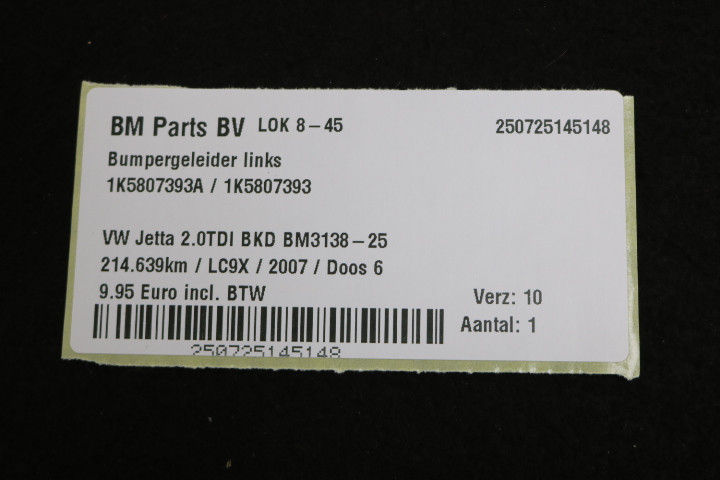 BM Parts BV LOK 8-45 250725145148
Bumpergeleider links
1K5807393A / 1K5807393
VW Jetta 2.0TDI BKD BM3138-25
214.639km / LC9X / 2007 / Doos 6
9.95 Euro incl. BTW Verz: 10
Aantal: 1
250725145148